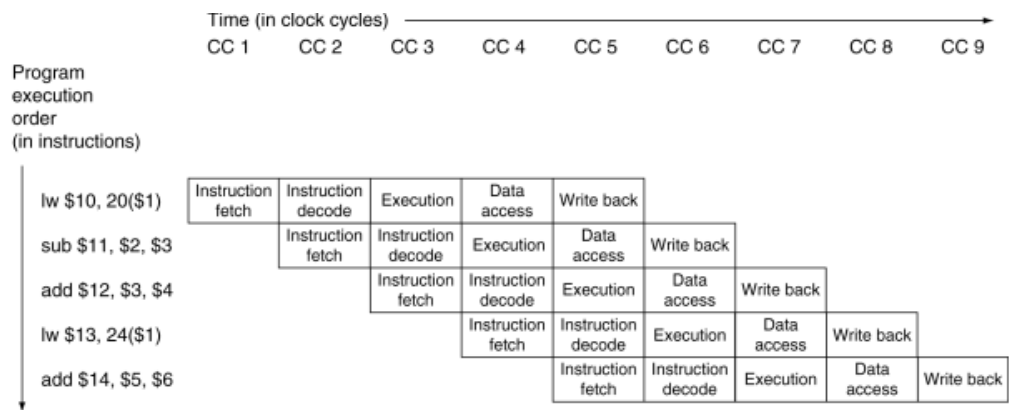 Time (in clock cycles)
CC 1 CC 2 CC 3 CC 4 CC 5 CC 6 CC 7 CC 8 CC 9
Program
execution
order
(in instructions)
lw $10, 20($1)
Instruction
fetch
Instruction
decode
Execution
Data
access
Write back
sub $11, $2, $3
Instruction
fetch
Instruction
decode
Execution
Data
access
Write back
add $12, $3, $4
Instruction
fetch
Instruction
decode
Execution
Data
access
Write back
lw $13, 24($1)
Instruction
fetch
Instruction
decode
Execution
Data
access
Write back
add $14, $5, $6
Instruction
fetch
Instruction
decode
Execution
Data
access
Write back